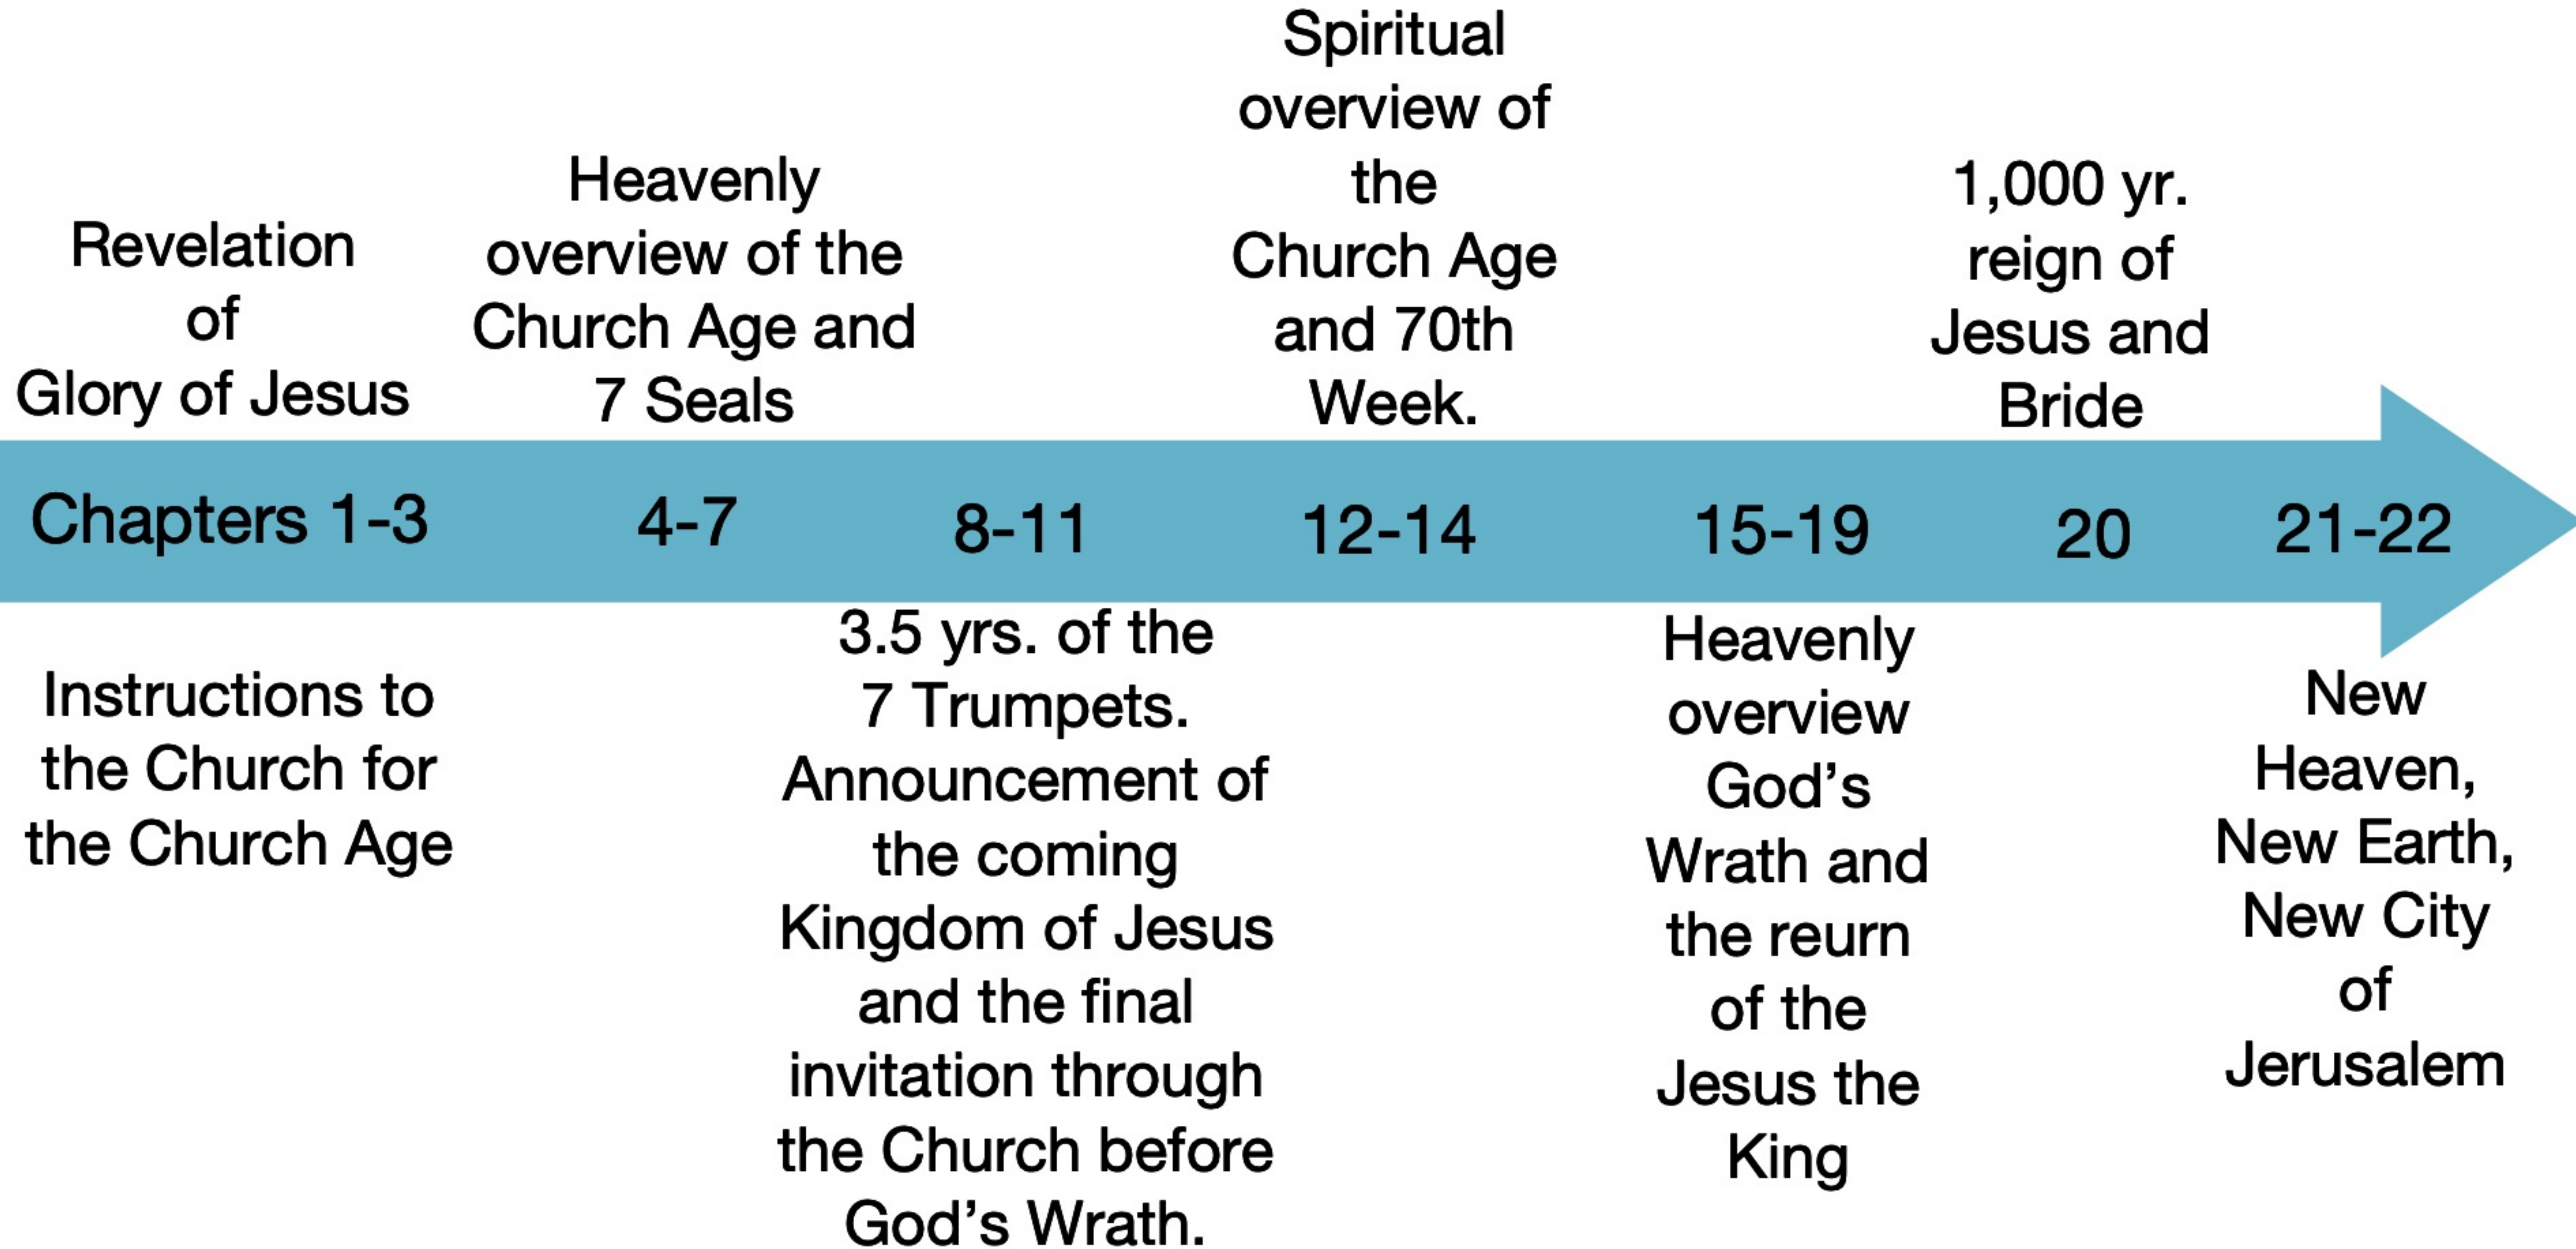 Revelation
of
Glory of Jesus
Heavenly
overview of the
Church Age and
7 Seals
Spiritual
overview of
the
Church Age
and 70th
Week.
1,000 yr.
reign of
Jesus and
Bride
Chapters 1-3
4-7
8-11
12-14
15-19
20
21-22
Instructions to
the Church for
the Church Age
3.5 yrs. of the
7 Trumpets.
Announcement of
the coming
Kingdom of Jesus
and the final
invitation through
the Church before
God's Wrath.
Heavenly
overview
God's
Wrath and
the reurn
of the
Jesus the
King
New
Heaven,
New Earth,
New City
of
Jerusalem